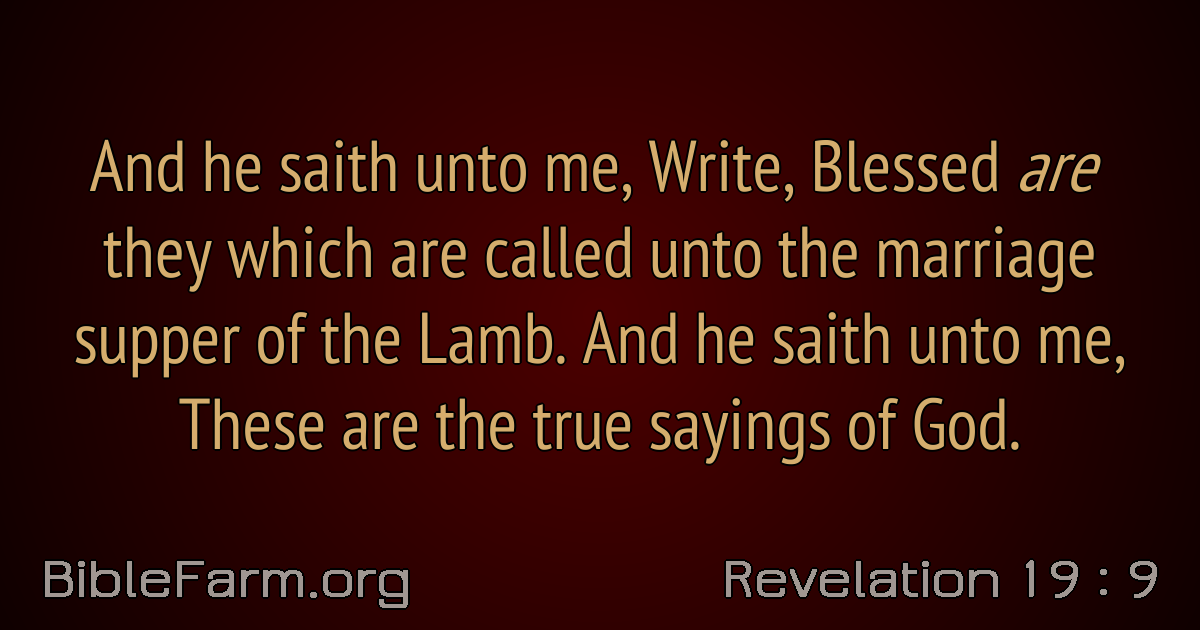 And he saith unto me, Write, Blessed are
they which are called unto the marriage
supper of the Lamb. And he saith unto me,
These are the true sayings of God.
BibleFarm.org
Revelation 19 : 9